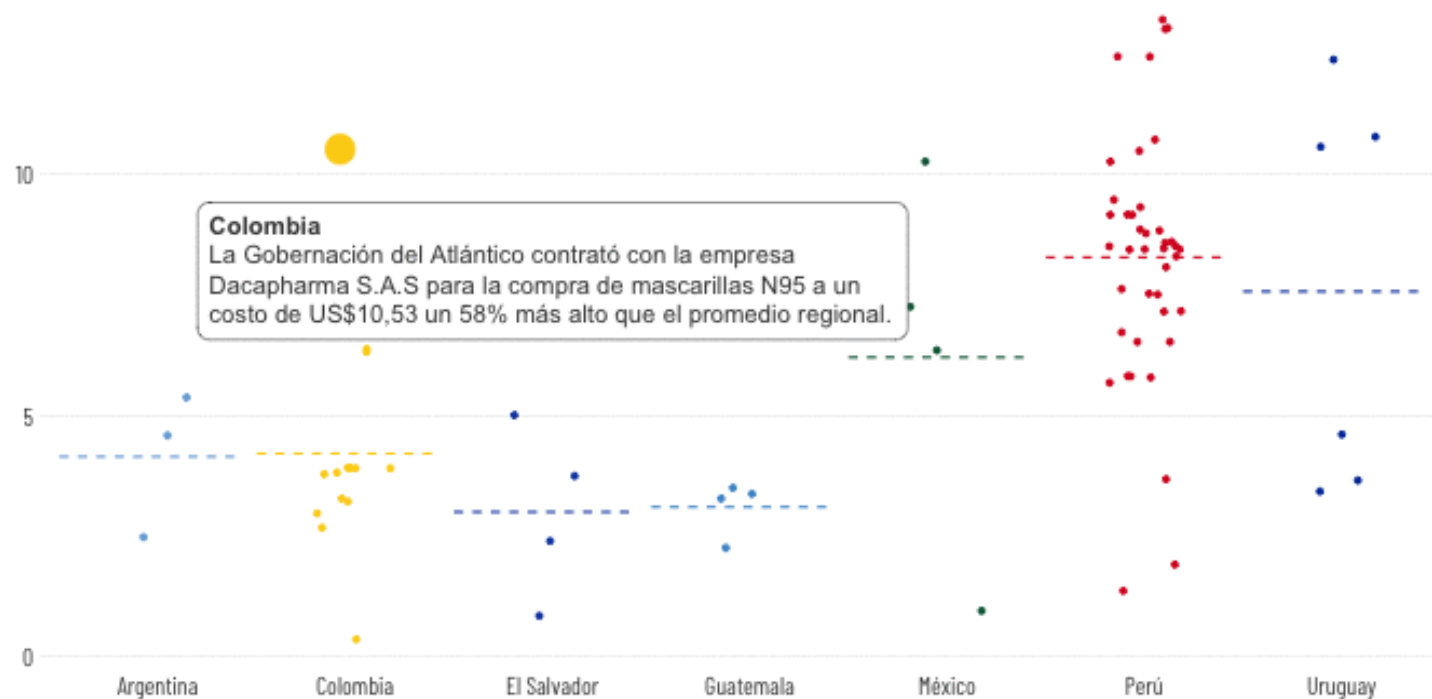 10
Colombia
La Gobernación del Atlántico contrató con la empresa
Dacapharma S.A.S para la compra de mascarillas N95 a un
costo de US$10,53 un 58% más alto que el promedio regional.
5
0
Argentina
Colombia
El Salvador
Guatemala
México
Perú
Uruguay